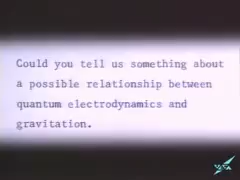 Could you tell us something about
a possible relationship between
quantum electrodynamics and
gravitation.